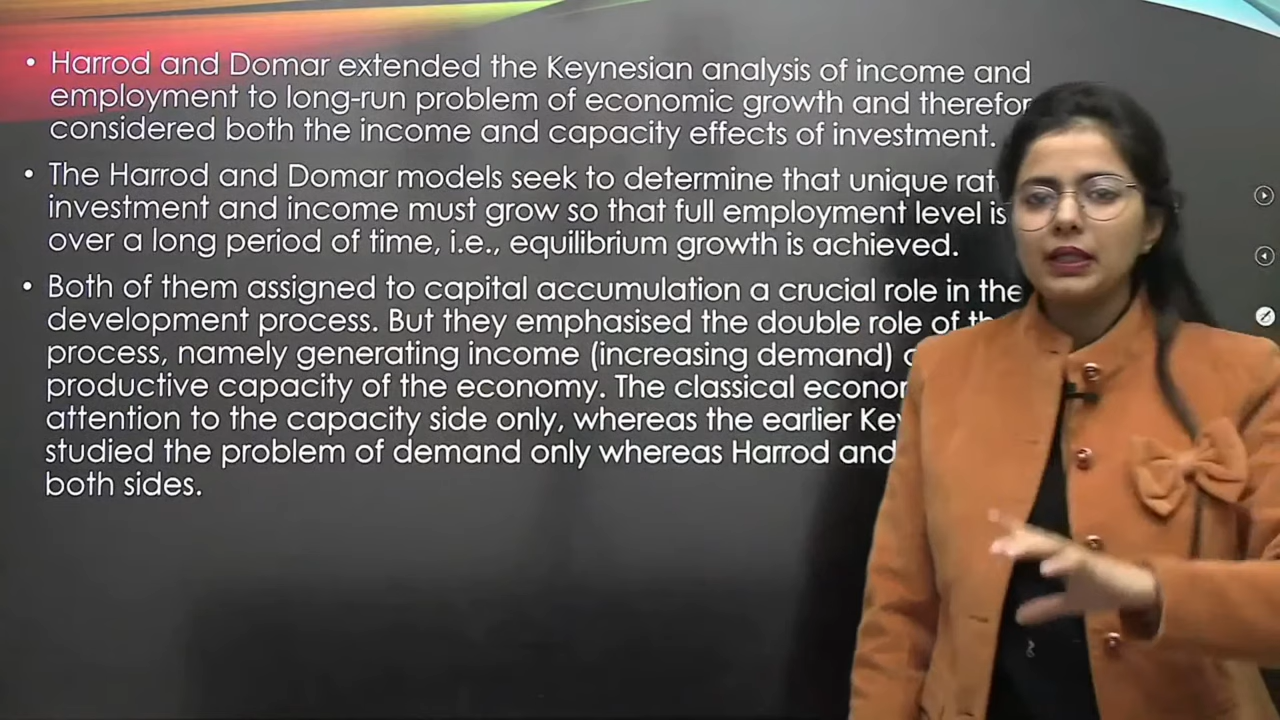 • Harrod and Domar extended the Keynesian analysis of income and
employment to long-run problem of economic growth and therefor
considered both the income and capacity effects of investment.
• The Harrod and Domar models seek to determine that unique rat
investment and income must grow so that full employment level is
over a long period of time, i.e., equilibrium growth is achieved.
• Both of them assigned to capital accumulation a crucial role in the
development process. But they emphasised the double role of
process, namely generating income (increasing demand)
productive capacity of the economy. The classical econor
attention to the capacity side only, whereas the earlier Key
studied the problem of demand only whereas Harrod and
both sides.